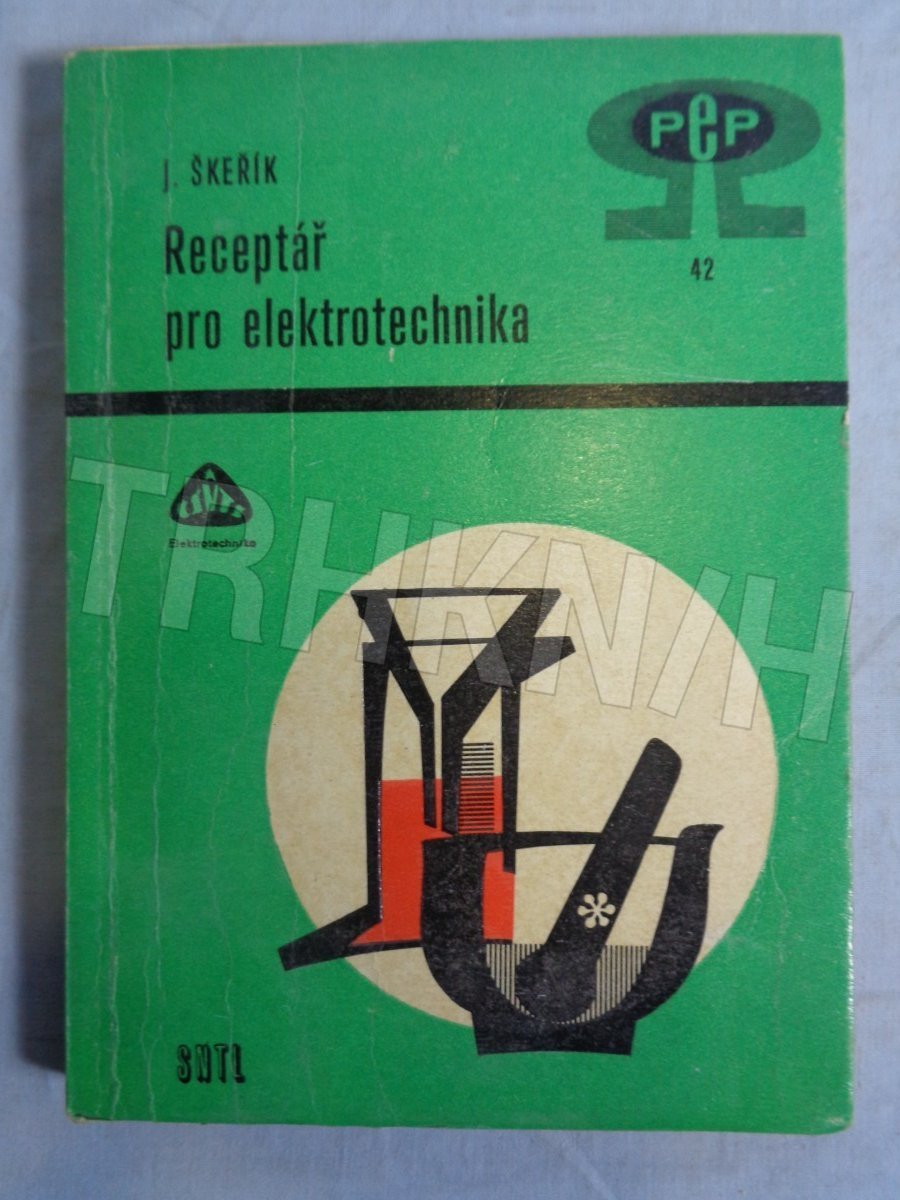 PeP
J. ŠKEŘÍK
Receptář
pro elektrotechnika
42
Elektrotechnika
TRHKNIH
SNTL